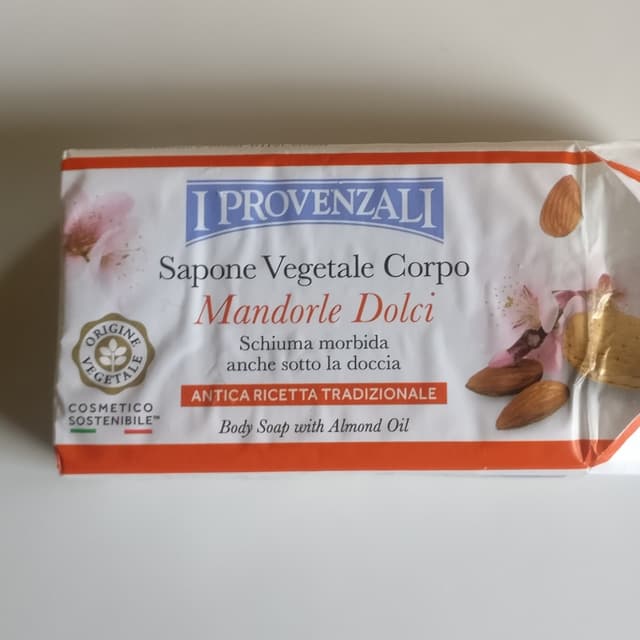 I PROVENZALI
Sapone Vegetale Corpo
Mandorle Dolci
Schiuma morbida
anche sotto la doccia
ANTICA RICETTA TRADIZIONALE
Body Soap with Almond Oil
ORIGINE
VEGETALE
COSMETICO
SOSTENIBILE™